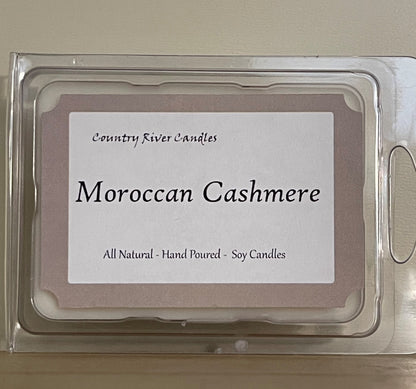 Country River Candles
Moroccan Cashmere
All Natural - Hand Poured - Soy Candles